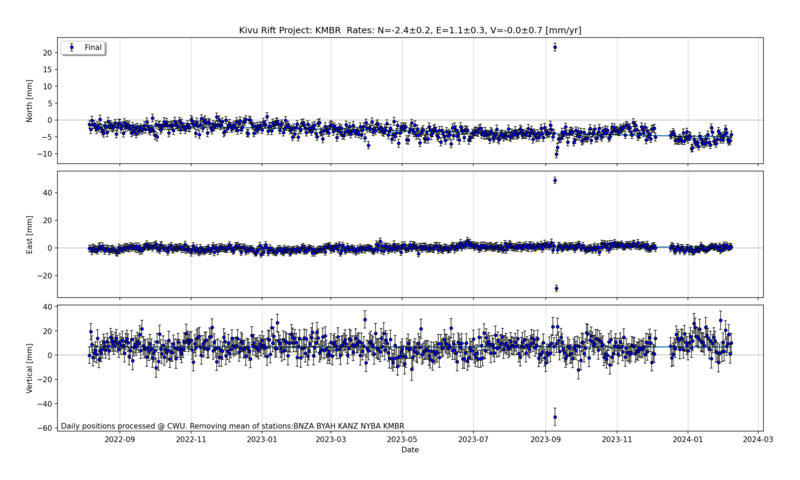 Kivu Rift Project: KMBR Rates: N=-2.4±0.2, E=1.1±0.3, V=-0.0±0.7 [mm/yr]
Final
North [mm]
20
15
10
5
0
−5
−10
East [mm]
40
20
0
−20
Vertical [mm]
40
20
0
−20
−40
−60
Daily positions processed @ CWU. Removing mean of stations:BNZA BYAH KANZ NYBA KMBR
2022-09 2022-11 2023-01 2023-03 2023-05 2023-07 2023-09 2023-11 2024-01 2024-03
Date